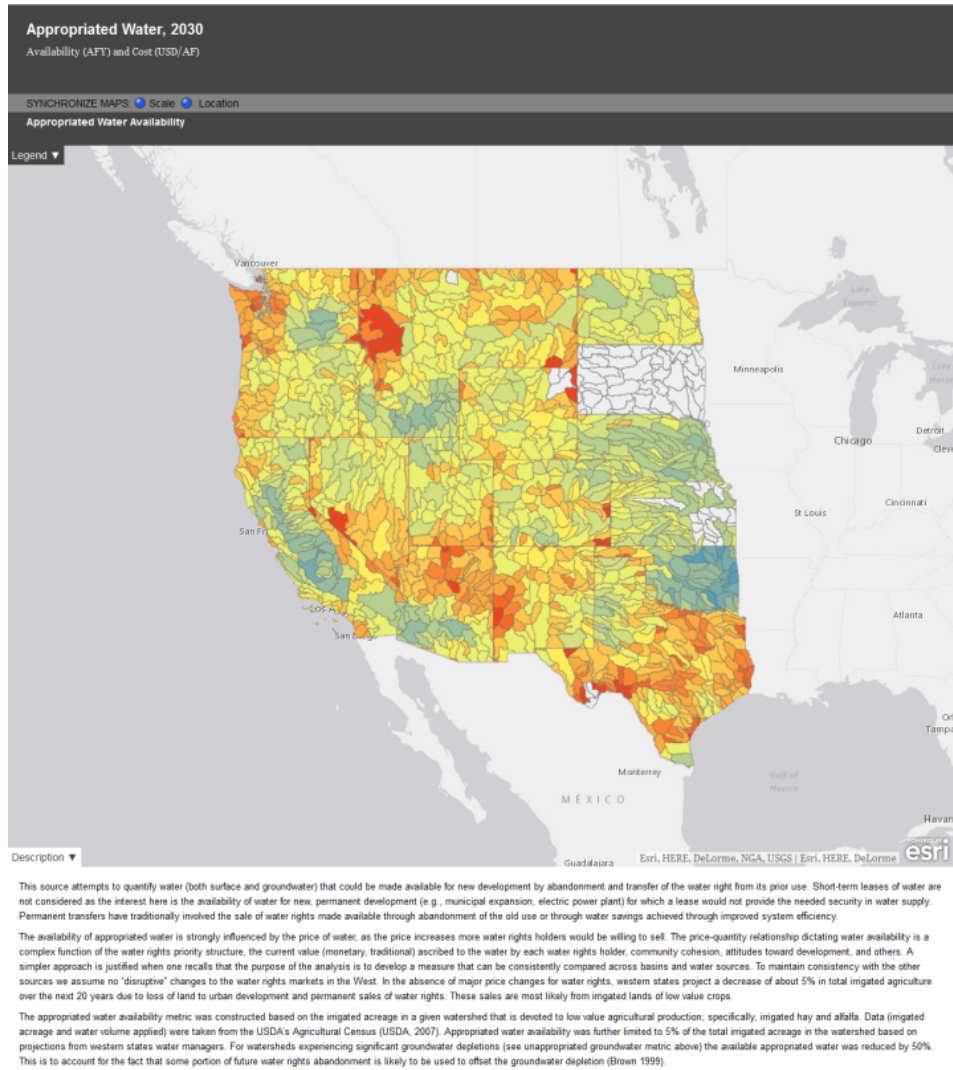 Appropriated Water, 2030
Availability (AFY) and Cost (USD/AF)
SYNCHRONIZE MAPS: Scale Location
Appropriated Water Availability
Legend ▼
Vancouver
Lake
Superior
Minneapolis
Lake
Huron
Detroit
Chicago
Cleve
Cincinnati
St Louis
San Fr
Los A
Atlanta
San
Monterrey
Gulf of
Mexico
MÉXICO
Orl
Tampa
Havan
Guadalajara
POWERED BY
esri
Description ▼
Esri, HERE, DeLorme, NGA, USGS | Esri, HERE, DeLorme
This source attempts to quantify water (both surface and groundwater) that could be made available for new development by abandonment and transfer of the water right from its prior use. Short-term leases of water are
not considered as the interest here is the availability of water for new, permanent development (e.g., municipal expansion, electric power plant) for which a lease would not provide the needed security in water supply.
Permanent transfers have traditionally involved the sale of water rights made available through abandonment of the old use or through water savings achieved through improved system efficiency.
The availability of appropriated water is strongly influenced by the price of water, as the price increases more water rights holders would be willing to sell. The price-quantity relationship dictating water availability is a
complex function of the water rights priority structure, the current value (monetary, traditional) ascribed to the water by each water rights holder, community cohesion, attitudes toward development, and others. A
simpler approach is justified when one recalls that the purpose of the analysis is to develop a measure that can be consistently compared across basins and water sources. To maintain consistency with the other
sources we assume no "disruptive" changes to the water rights markets in the West. In the absence of major price changes for water rights, western states project a decrease of about 5% in total irrigated agriculture
over the next 20 years due to loss of land to urban development and permanent sales of water rights. These sales are most likely from irrigated lands of low value crops.
The appropriated water availability metric was constructed based on the irrigated acreage in a given watershed that is devoted to low value agricultural production; specifically, irrigated hay and alfalfa. Data (irrigated
acreage and water volume applied) were taken from the USDA's Agricultural Census (USDA, 2007). Appropriated water availability was further limited to 5% of the total irrigated acreage in the watershed based on
projections from western states water managers. For watersheds experiencing significant groundwater depletions (see unappropriated groundwater metric above) the available appropriated water was reduced by 50%.
This is to account for the fact that some portion of future water rights abandonment is likely to be used to offset the groundwater depletion (Brown 1999).